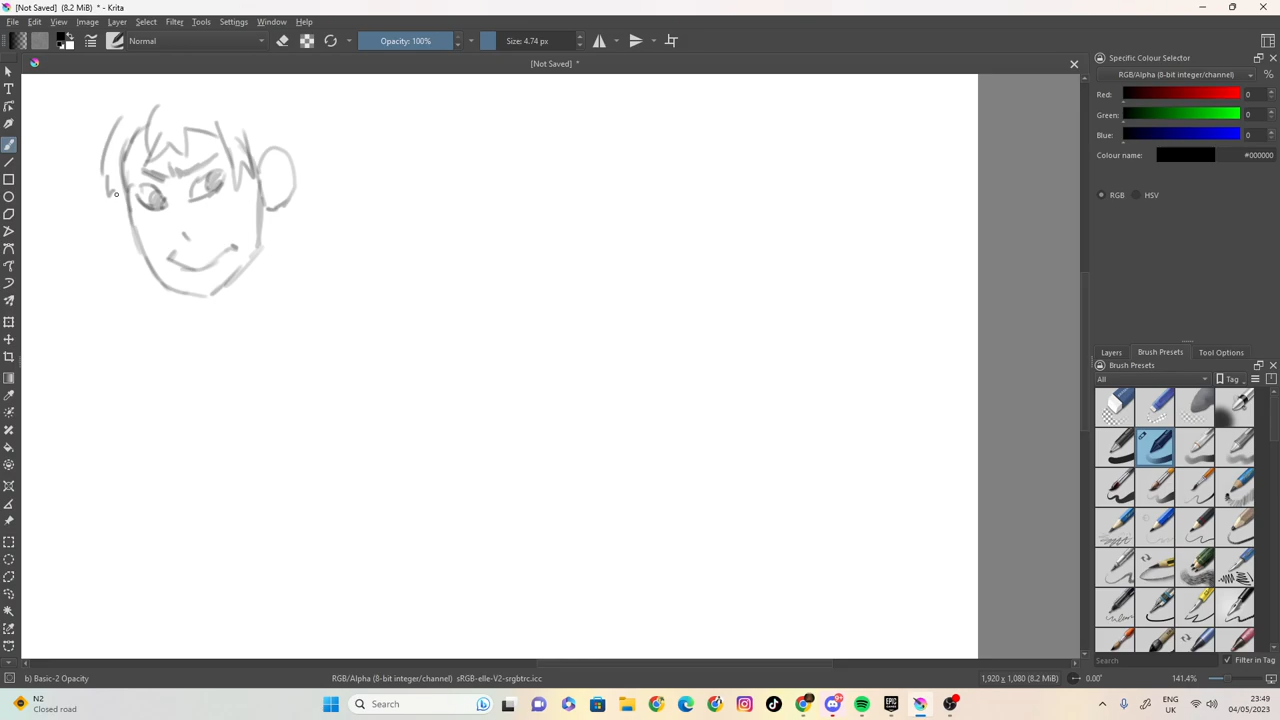 [Not Saved] (8.2 MiB) * - Krita
File Edit View Image Layer Select Filter Tools Settings Window Help
Normal Opacity: 100% Size: 4.74 px
[Not Saved] *
Specific Colour Selector
RGB/Alpha (8-bit integer/channel) %
Red: 0
Green: 0
Blue: 0
Colour name: #000000
RGB HSV
Layers Brush Presets Tool Options
Brush Presets
All Tag
Search Filter in Tag
b) Basic-2 Opacity RGB/Alpha (8-bit integer/channel) sRGB-elle-V2-srgbtrc.icc 1,920 x 1,080 (8.2 MiB) 0.00° 141.4%
N2
Closed road
Search
ENG
UK
23:49
04/05/2023